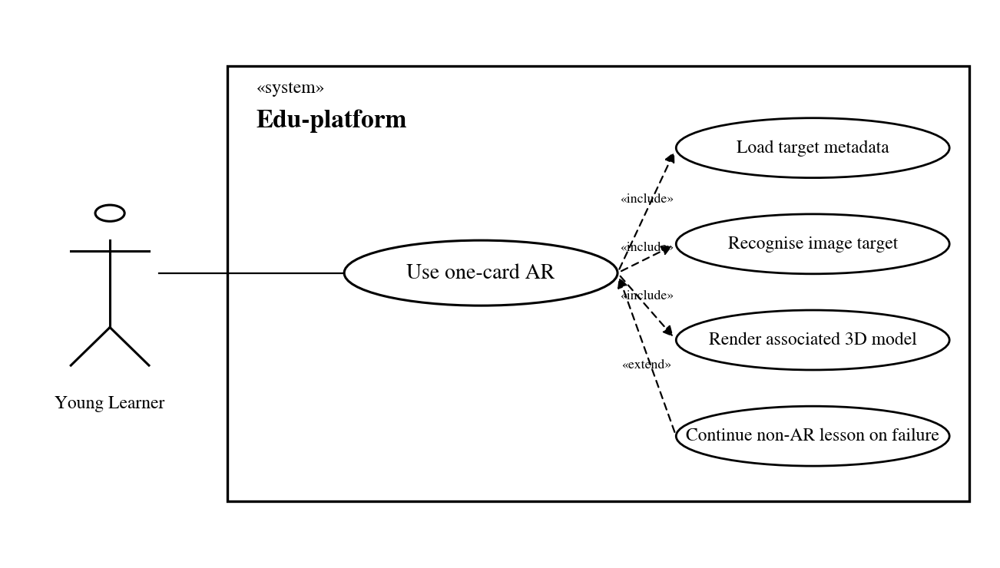 «system»
Edu-platform
Load target metadata
«include»
«include»
Recognise image target
Use one-card AR
«include»
Render associated 3D model
«extend»
Young Learner
Continue non-AR lesson on failure